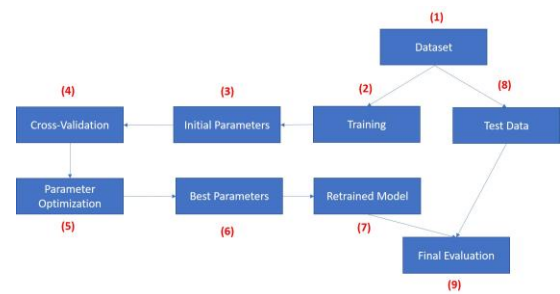 (1)
Dataset
(2)
(8)
(4)
(3)
Cross-Validation
Initial Parameters
Training
Test Data
Parameter
Optimization
Best Parameters
Retrained Model
(5)
(6)
(7)
Final Evaluation
(9)